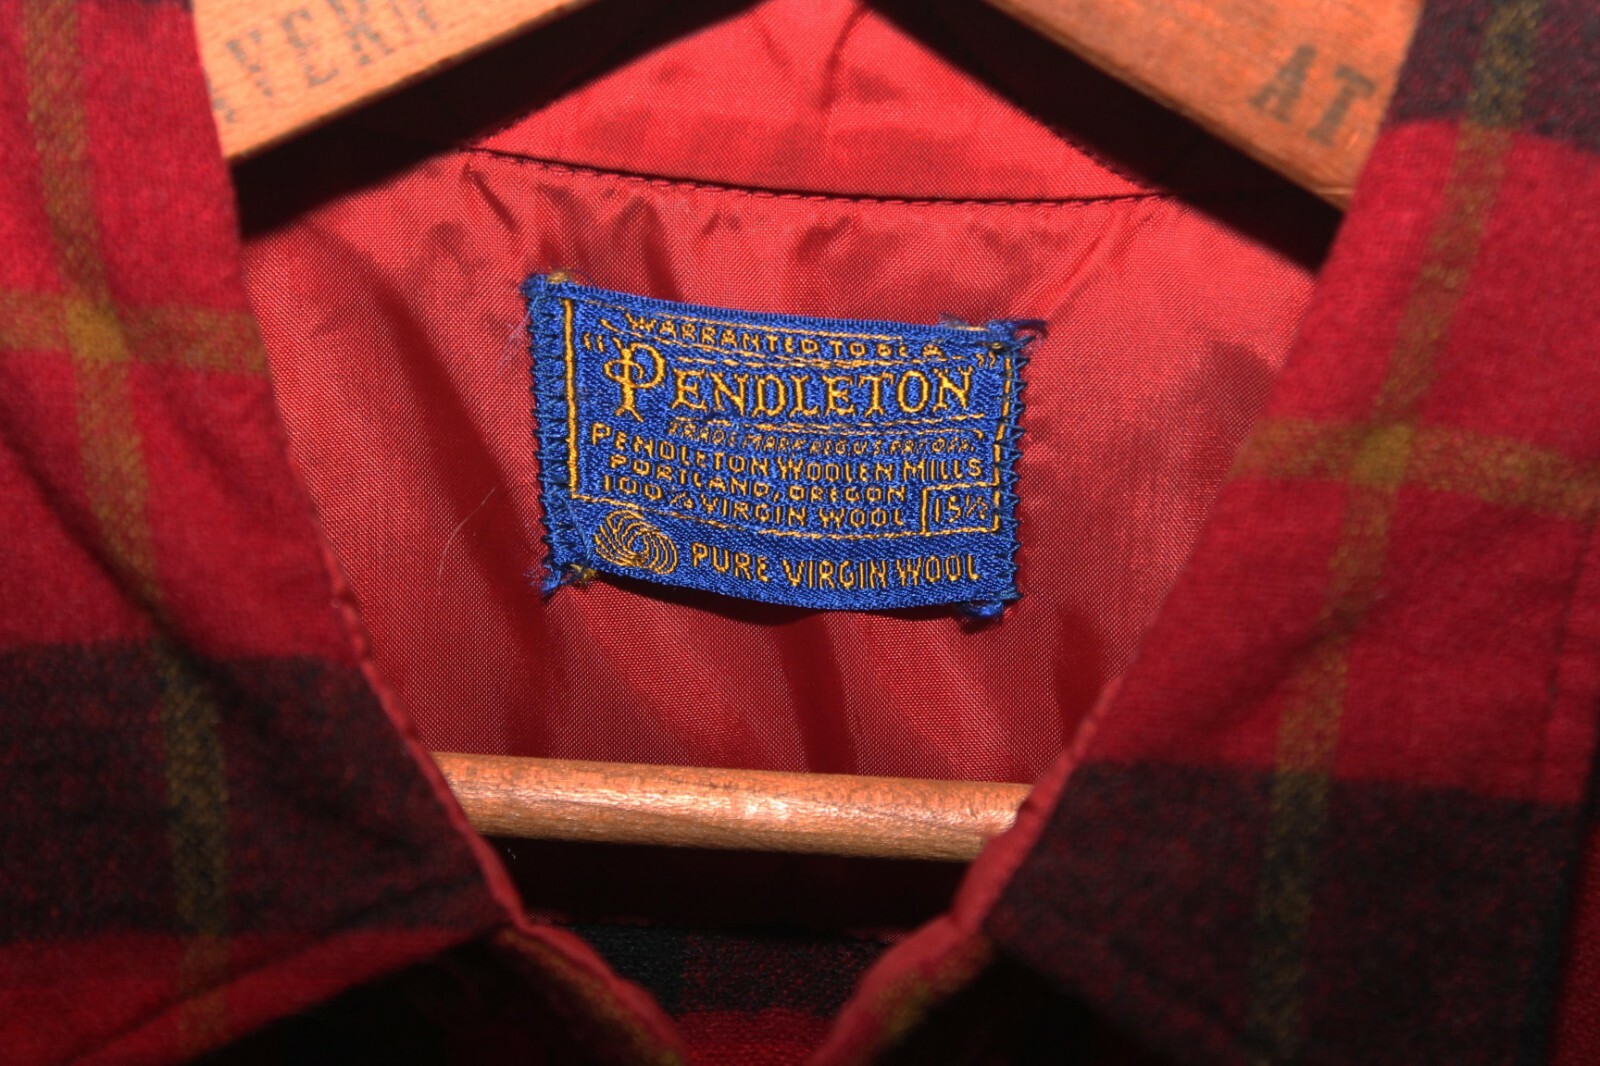 AT
"WARRANTED TO BE A
PENDLETON"
TRADE MARK REG U S PAT OFF
PENDLETON WOOLEN MILLS
PORTLAND, OREGON
100% VIRGIN WOOL 15½
PURE VIRGIN WOOL